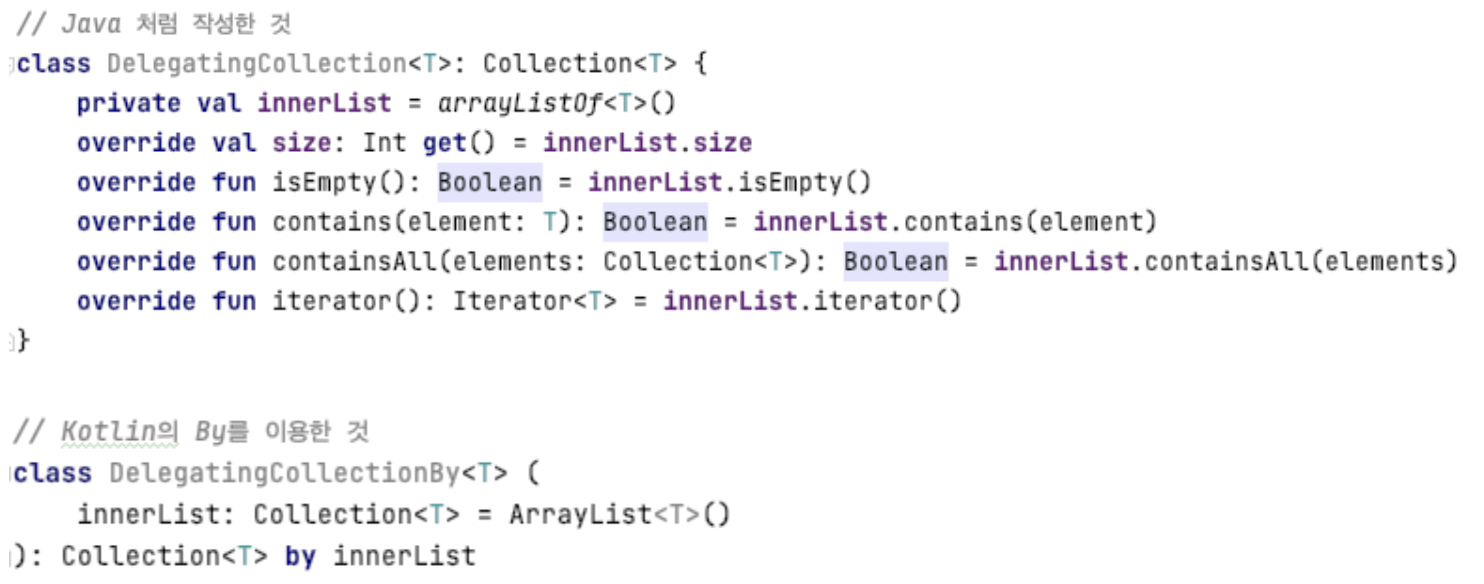 // Java 처럼 작성한 것
class DelegatingCollection<T>: Collection<T> {
private val innerList = arrayListOf<T>()
override val size: Int get() = innerList.size
override fun isEmpty(): Boolean = innerList.isEmpty()
override fun contains(element: T): Boolean = innerList.contains(element)
override fun containsAll(elements: Collection<T>): Boolean = innerList.containsAll(elements)
override fun iterator(): Iterator<T> = innerList.iterator()
}
// Kotlin의 By를 이용한 것
class DelegatingCollectionBy<T> (
innerList: Collection<T> = ArrayList<T>()
): Collection<T> by innerList